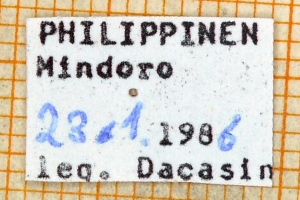 PHILIPPINEN
Mindoro
23.1.1986
leg. Dacasin